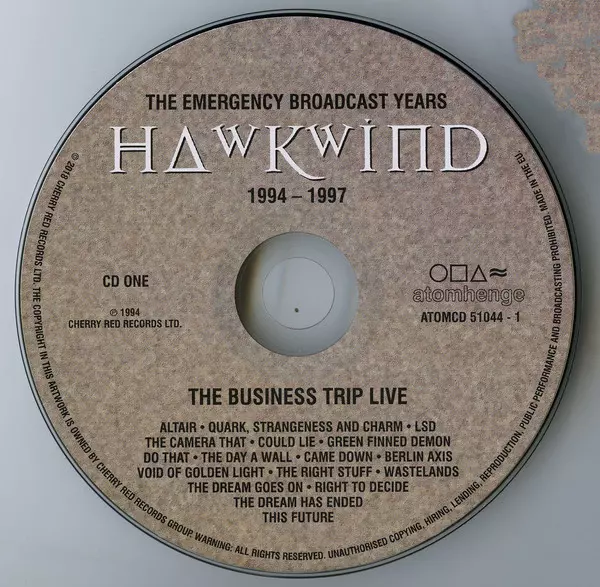 THE EMERGENCY BROADCAST YEARS
HAWKWIND
1994 – 1997
CD ONE
℗ 1994
CHERRY RED RECORDS LTD.
atomhenge
ATOMCD 51044 - 1
THE BUSINESS TRIP LIVE
ALTAIR • QUARK, STRANGENESS AND CHARM • LSD
THE CAMERA THAT • COULD LIE • GREEN FINNED DEMON
DO THAT • THE DAY A WALL • CAME DOWN • BERLIN AXIS
VOID OF GOLDEN LIGHT • THE RIGHT STUFF • WASTELANDS
THE DREAM GOES ON • RIGHT TO DECIDE
THE DREAM HAS ENDED
THIS FUTURE
© 2018 CHERRY RED RECORDS LTD. THE COPYRIGHT IN THIS ARTWORK IS OWNED BY CHERRY RED RECORDS GROUP. WARNING: ALL RIGHTS RESERVED. UNAUTHORISED COPYING, HIRING, LENDING, REPRODUCTION, PUBLIC PERFORMANCE AND BROADCASTING PROHIBITED. MADE IN THE EU.